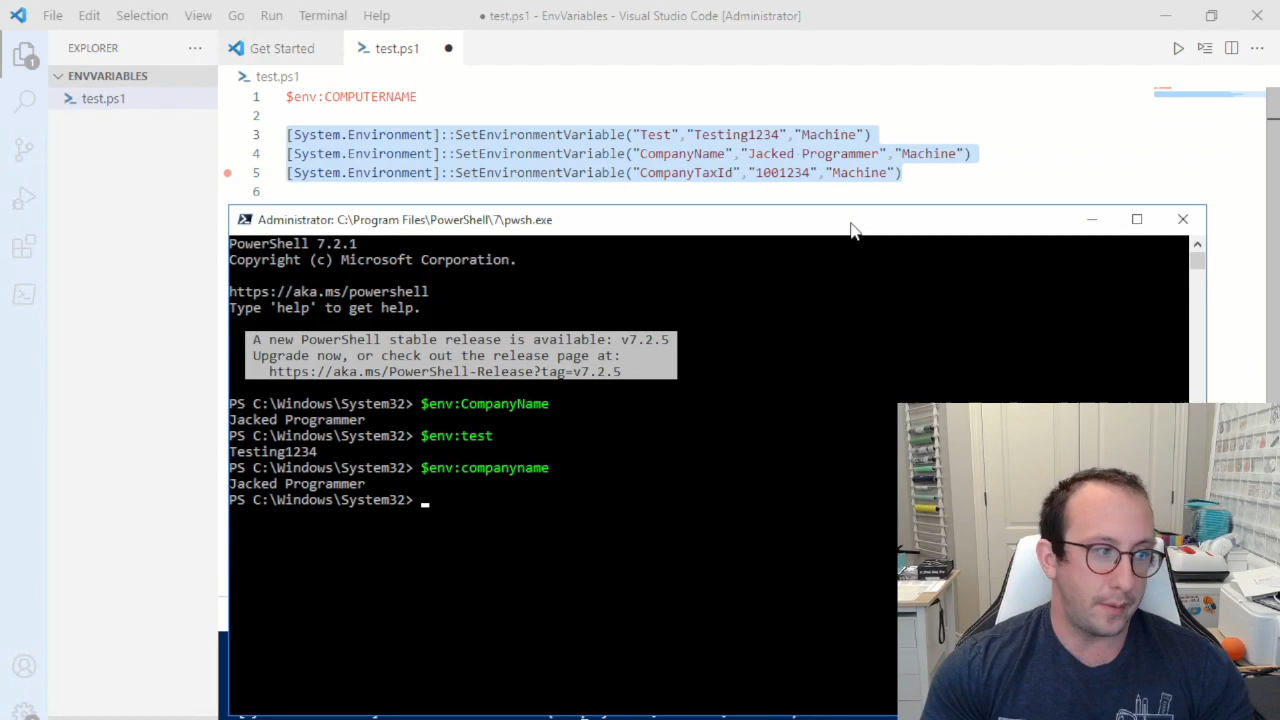 File Edit Selection View Go Run Terminal Help ● test.ps1 - EnvVariables - Visual Studio Code [Administrator]
EXPLORER ···
Get Started
test.ps1
ENVVARIABLES
test.ps1
1
test.ps1
1 $env:COMPUTERNAME
2
3 [System.Environment]::SetEnvironmentVariable("Test","Testing1234","Machine")
4 [System.Environment]::SetEnvironmentVariable("CompanyName","Jacked Programmer","Machine")
5 [System.Environment]::SetEnvironmentVariable("CompanyTaxId","1001234","Machine")
6
Administrator: C:\Program Files\PowerShell\7\pwsh.exe
PowerShell 7.2.1
Copyright (c) Microsoft Corporation.
https://aka.ms/powershell
Type 'help' to get help.
A new PowerShell stable release is available: v7.2.5
Upgrade now, or check out the release page at:
https://aka.ms/PowerShell-Release?tag=v7.2.5
PS C:\Windows\System32> $env:CompanyName
Jacked Programmer
PS C:\Windows\System32> $env:test
Testing1234
PS C:\Windows\System32> $env:companyname
Jacked Programmer
PS C:\Windows\System32>